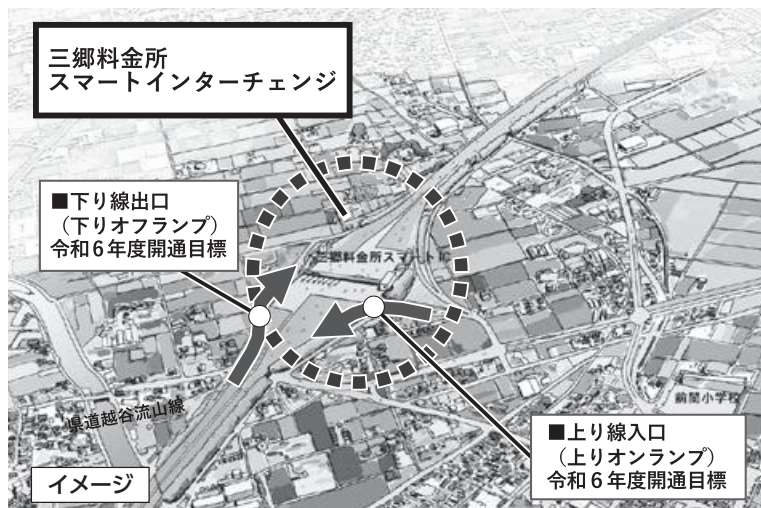 三郷料金所
スマートインターチェンジ
■下り線出口
（下りオフランプ）
令和6年度開通目標
三郷料金所スマートIC
県道越谷流山線
前間小学校
■上り線入口
（上りオンランプ）
令和6年度開通目標
イメージ